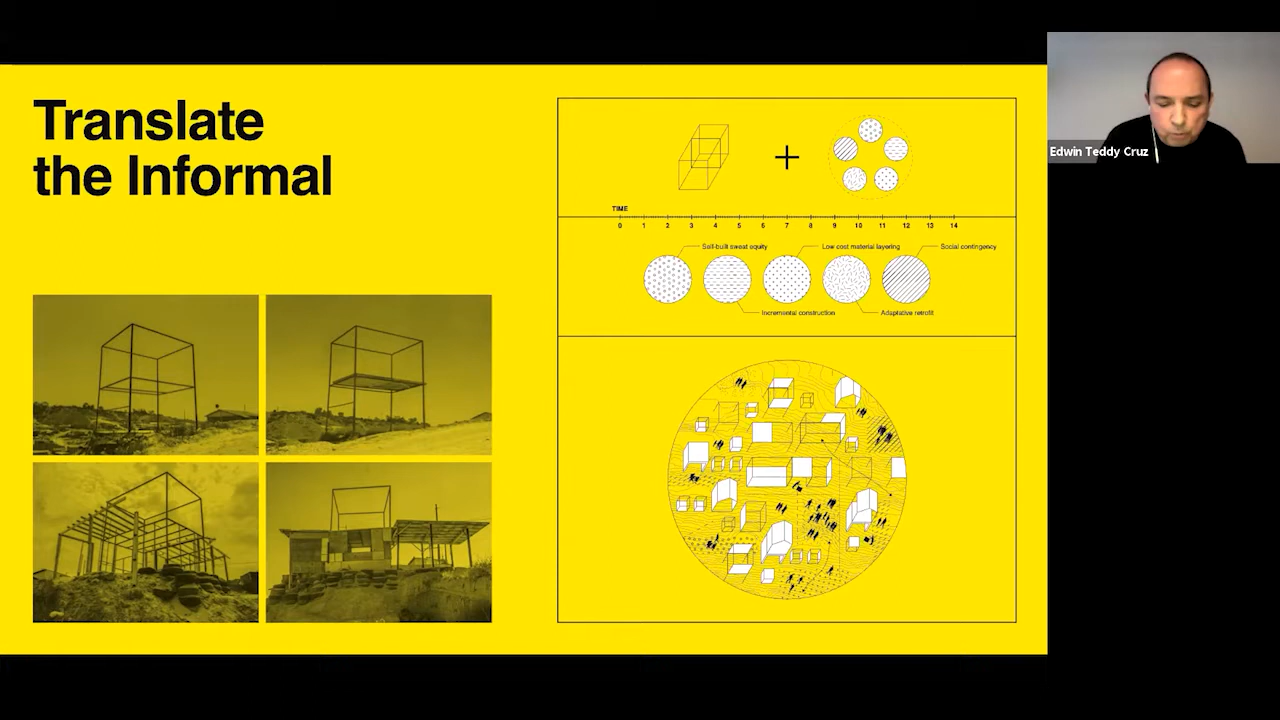 Translate
the Informal
TIME
0 1 2 3 4 5 6 7 8 9 10 11 12 13 14
Self-built sweat equity
Low cost material layering
Social contingency
Incremental construction
Adaptative retrofit
Edwin Teddy Cruz